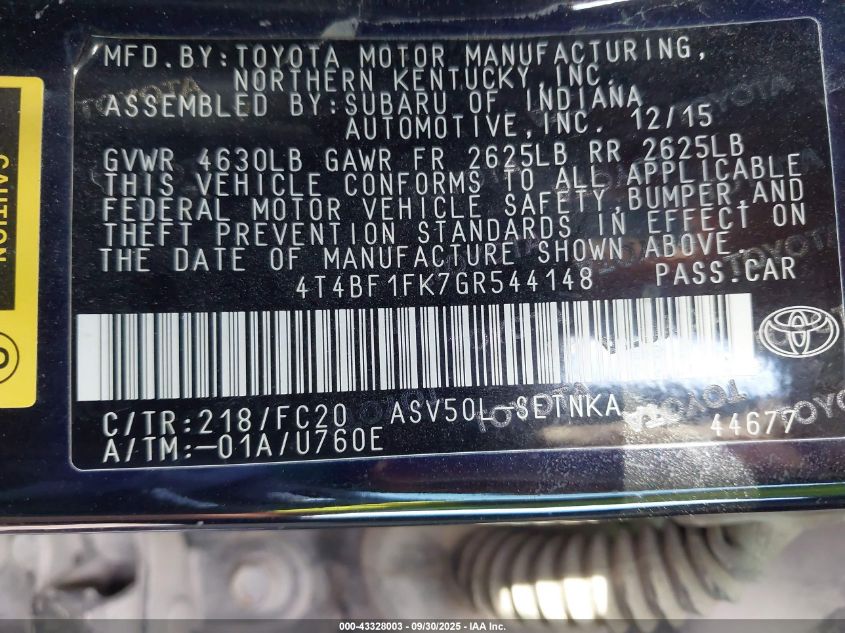 MFD.BY:TOYOTA MOTOR MANUFACTURING,
NORTHERN KENTUCKY,INC.
ASSEMBLED BY:SUBARU OF INDIANA
AUTOMOTIVE,INC. 12/15
GVWR 4630LB GAWR FR 2625LB RR 2625LB
THIS VEHICLE CONFORMS TO ALL APPLICABLE
FEDERAL MOTOR VEHICLE SAFETY,BUMPER,AND
THEFT PREVENTION STANDARDS IN EFFECT ON
THE DATE OF MANUFACTURE SHOWN ABOVE.
4T4BF1FK7GR544148 PASS.CAR
C/TR:218/FC20 ASV50L-SETNKA
A/TM:-01A/U760E 44677
CAUTION
000-43328003 — 09/30/2025 — IAA Inc.